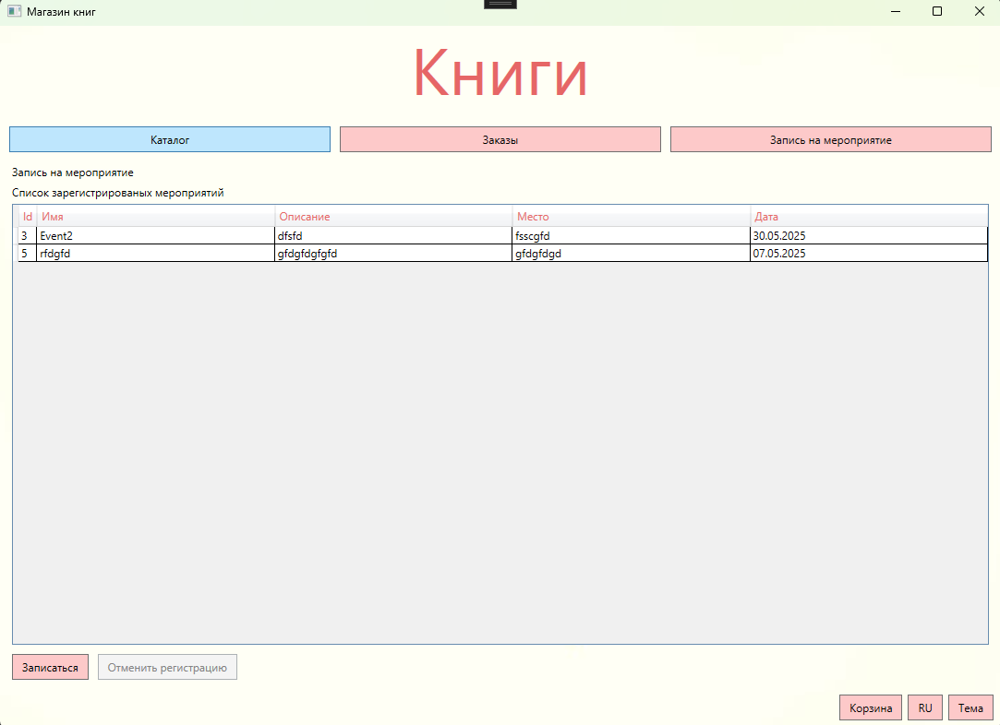 Магазин книг
Книги
Каталог Заказы Запись на мероприятие
Запись на мероприятие
Список зарегистрированых мероприятий
Id Имя Описание Место Дата
3 Event2 dfsfd fsscgfd 30.05.2025
5 rfdgfd gfdgfdgfgfd gfdgfdgd 07.05.2025
Записаться Отменить регистрацию
Корзина RU Тема